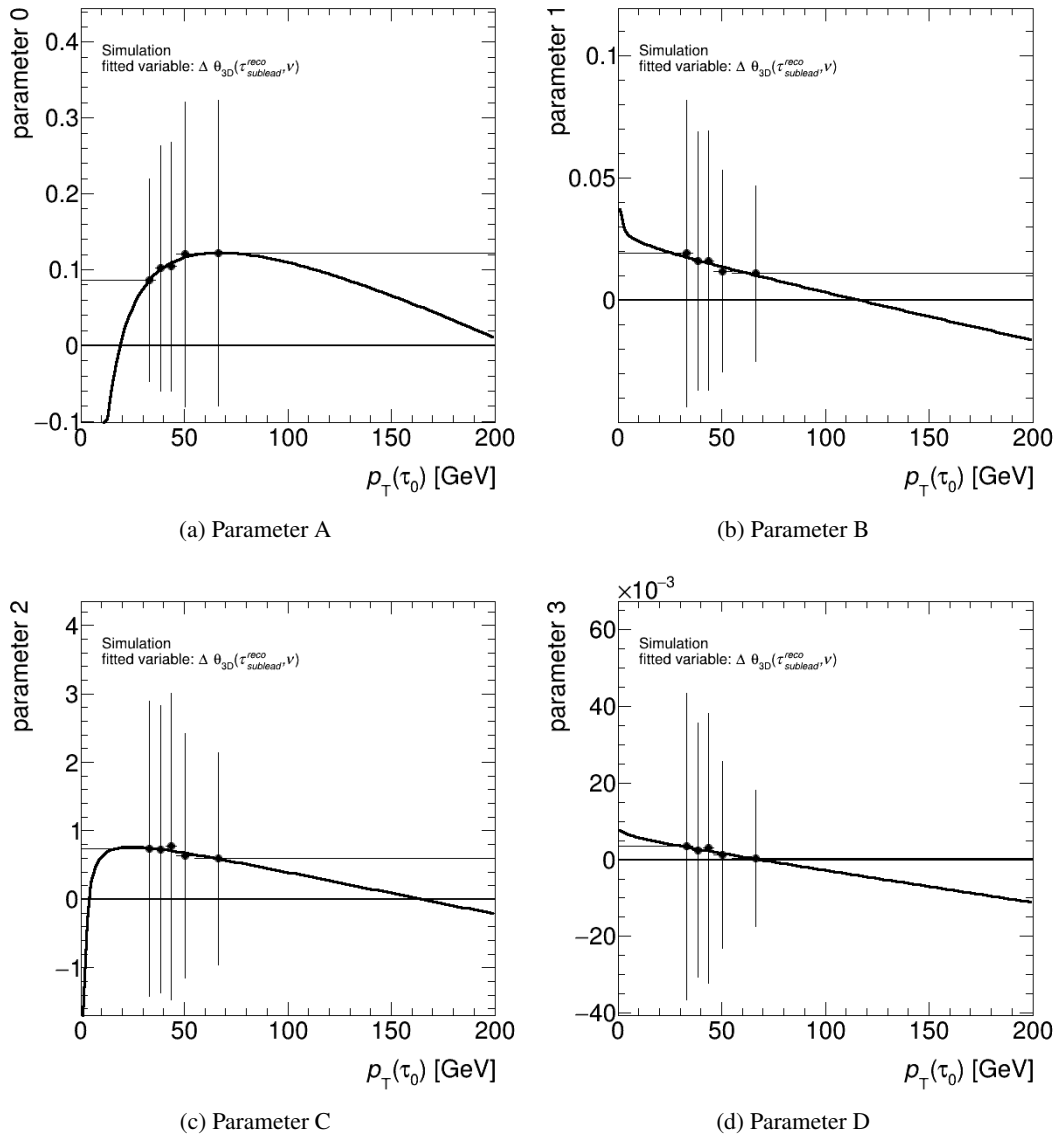 parameter 0
0.4
0.3
0.2
0.1
0
−0.1
Simulation
fitted variable: Δ θ3D(τ^reco_sublead,ν)
0 50 100 150 200
pT(τ0) [GeV]
(a) Parameter A
parameter 1
0.1
0.05
0
Simulation
fitted variable: Δ θ3D(τ^reco_sublead,ν)
0 50 100 150 200
pT(τ0) [GeV]
(b) Parameter B
parameter 2
4
3
2
1
0
−1
Simulation
fitted variable: Δ θ3D(τ^reco_sublead,ν)
0 50 100 150 200
pT(τ0) [GeV]
(c) Parameter C
×10−3
parameter 3
60
40
20
0
−20
−40
Simulation
fitted variable: Δ θ3D(τ^reco_sublead,ν)
0 50 100 150 200
pT(τ0) [GeV]
(d) Parameter D